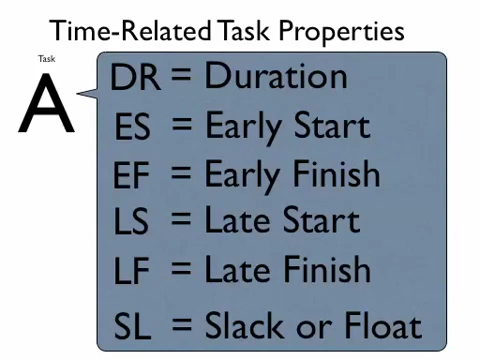 Time-Related Task Properties
Task
A
DR = Duration
ES = Early Start
EF = Early Finish
LS = Late Start
LF = Late Finish
SL = Slack or Float